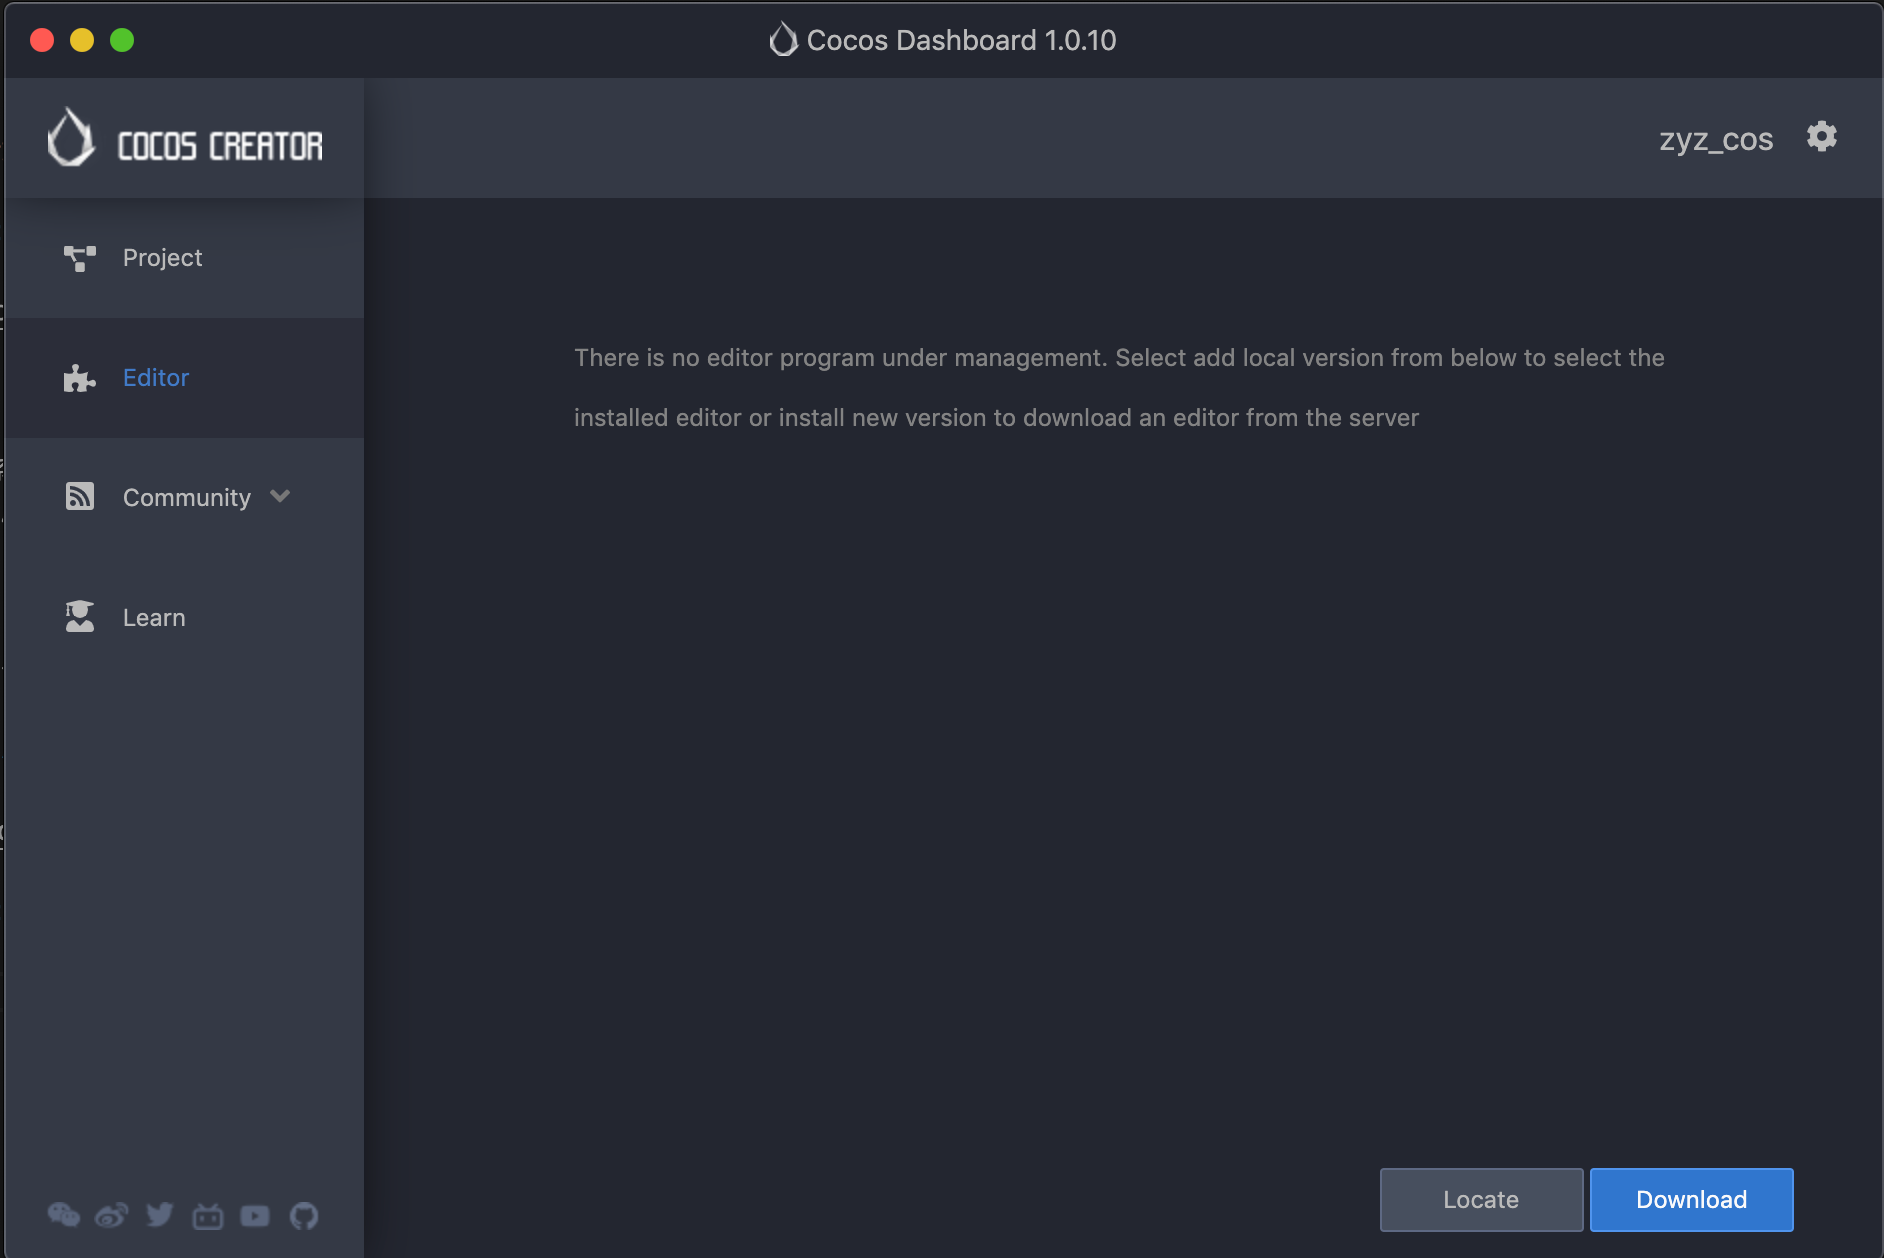 Cocos Dashboard 1.0.10
COCOS CREATOR
zyz_cos
Project
Editor
Community
Learn
There is no editor program under management. Select add local version from below to select the
installed editor or install new version to download an editor from the server
Locate
Download